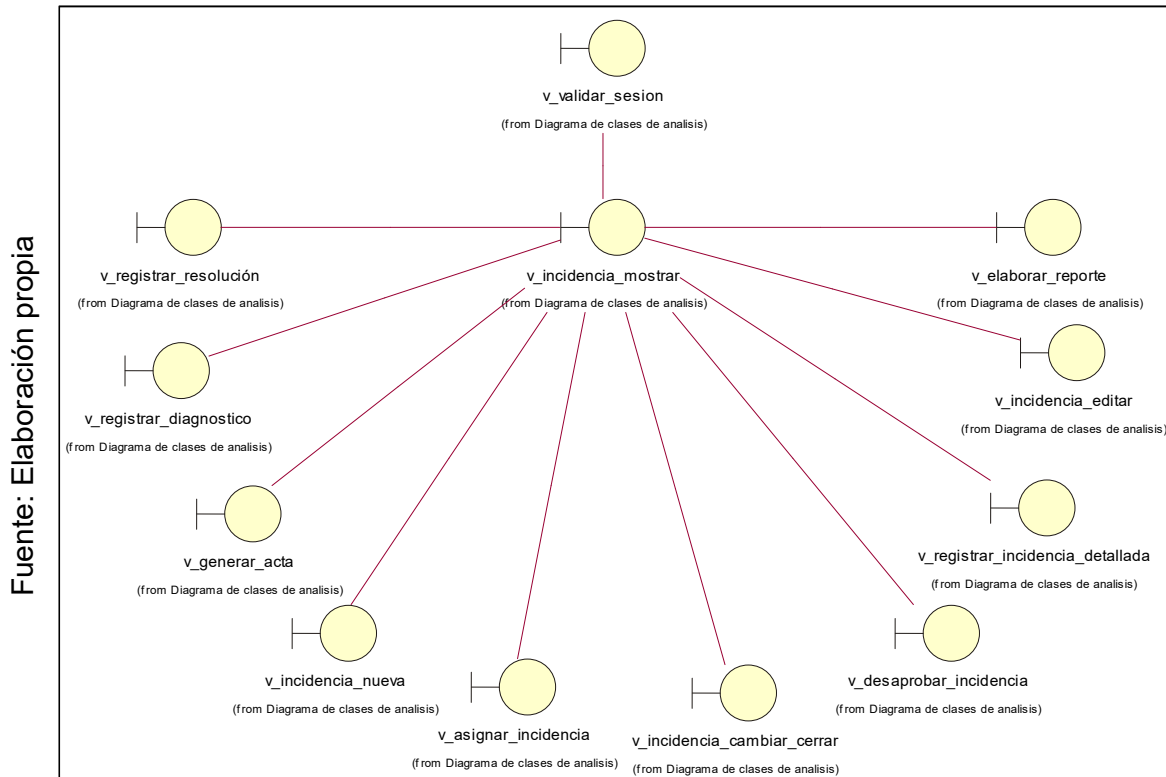 Fuente: Elaboración propia
v_validar_sesion
(from Diagrama de clases de analisis)
v_registrar_resolución
(from Diagrama de clases de analisis)
v_incidencia_mostrar
(from Diagrama de clases de analisis)
v_elaborar_reporte
(from Diagrama de clases de analisis)
v_registrar_diagnostico
(from Diagrama de clases de analisis)
v_incidencia_editar
(from Diagrama de clases de analisis)
v_generar_acta
(from Diagrama de clases de analisis)
v_registrar_incidencia_detallada
(from Diagrama de clases de analisis)
v_incidencia_nueva
(from Diagrama de clases de analisis)
v_desaprobar_incidencia
(from Diagrama de clases de analisis)
v_asignar_incidencia
(from Diagrama de clases de analisis)
v_incidencia_cambiar_cerrar
(from Diagrama de clases de analisis)